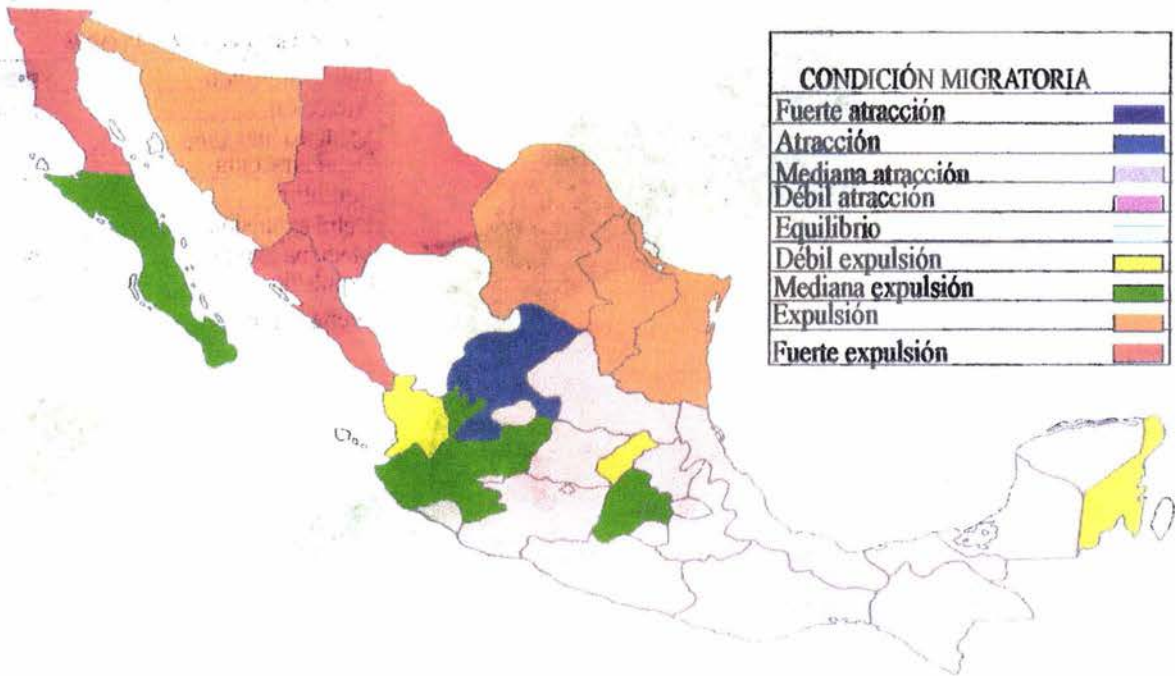 CONDICIÓN MIGRATORIA
Fuerte atracción
Atracción
Mediana atracción
Débil atracción
Equilibrio
Débil expulsión
Mediana expulsión
Expulsión
Fuerte expulsión